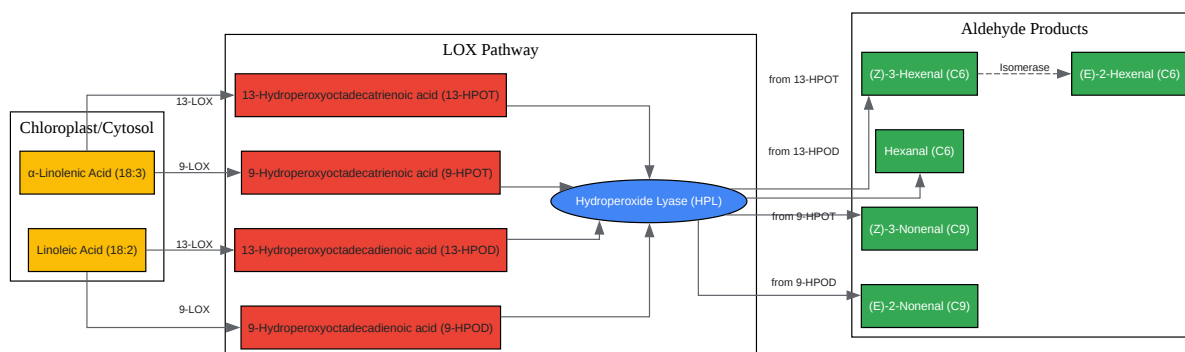 Chloroplast/Cytosol
α-Linolenic Acid (18:3)
Linoleic Acid (18:2)
13-LOX
9-LOX
13-LOX
9-LOX
LOX Pathway
13-Hydroperoxyoctadecatrienoic acid (13-HPOT)
9-Hydroperoxyoctadecatrienoic acid (9-HPOT)
13-Hydroperoxyoctadecadienoic acid (13-HPOD)
9-Hydroperoxyoctadecadienoic acid (9-HPOD)
Hydroperoxide Lyase (HPL)
from 13-HPOT
from 13-HPOD
from 9-HPOT
from 9-HPOD
Aldehyde Products
(Z)-3-Hexenal (C6)
Isomerase
(E)-2-Hexenal (C6)
Hexanal (C6)
(Z)-3-Nonenal (C9)
(E)-2-Nonenal (C9)